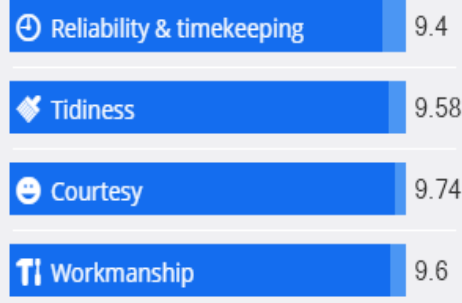 Reliability & timekeeping 9.4
Tidiness 9.58
Courtesy 9.74
Workmanship 9.6